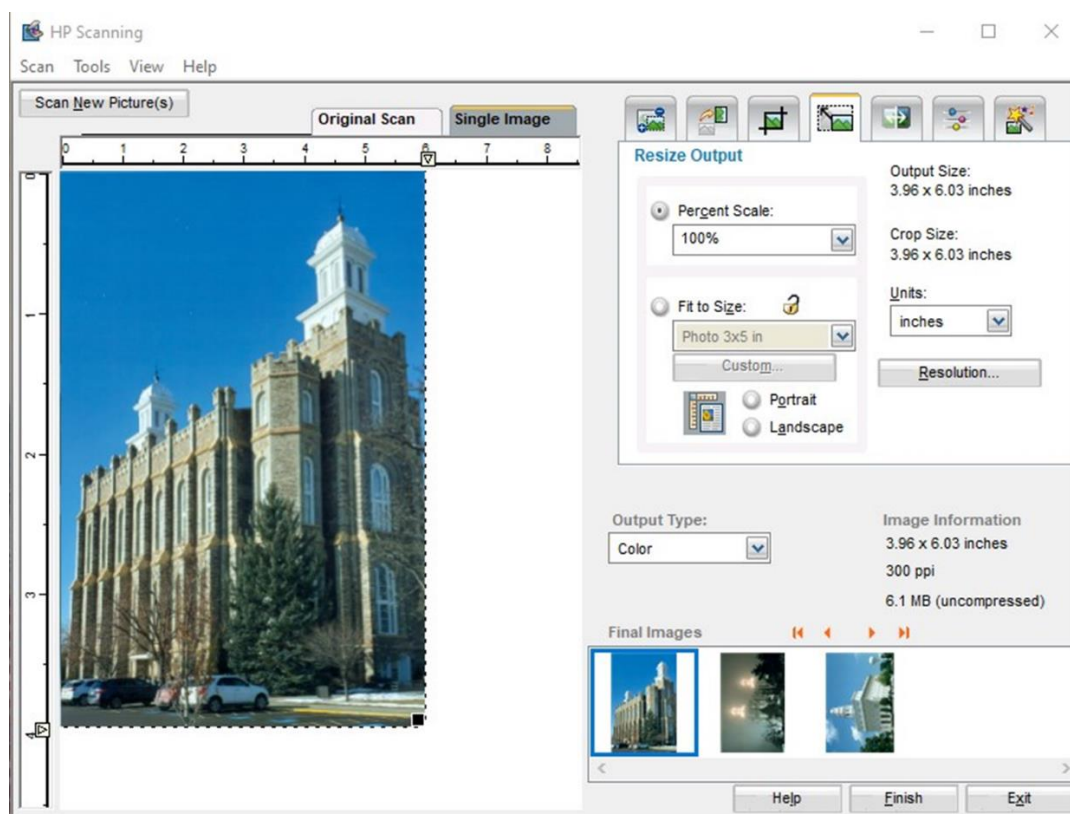 HP Scanning
Scan Tools View Help
Scan New Picture(s)
Original Scan
Single Image
0 1 2 3 4 5 6 7 8
0
1
2
3
4
Resize Output
Percent Scale:
100%
Fit to Size:
Photo 3x5 in
Custom...
Portrait
Landscape
Output Size:
3.96 x 6.03 inches
Crop Size:
3.96 x 6.03 inches
Units:
inches
Resolution...
Output Type:
Color
Image Information
3.96 x 6.03 inches
300 ppi
6.1 MB (uncompressed)
Final Images
Help Finish Exit